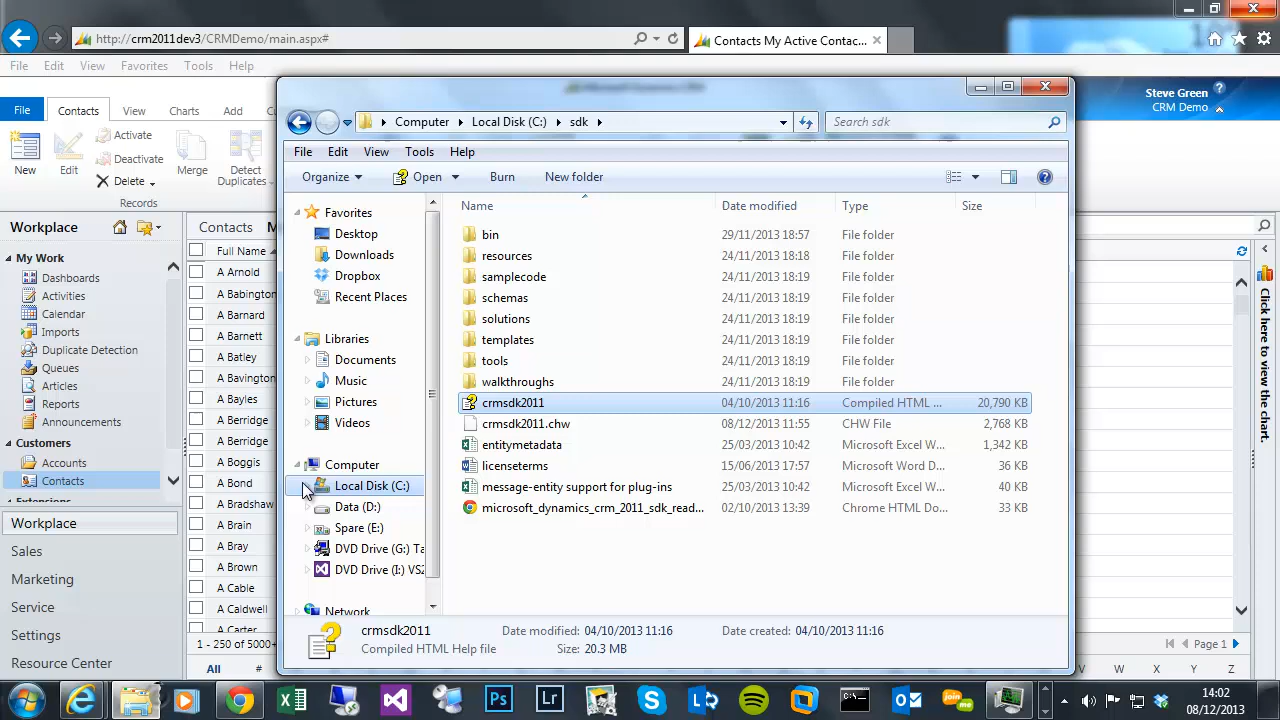 http://crm2011dev3/CRMDemo/main.aspx#
Contacts My Active Contac...
File Edit View Favorites Tools Help
File Contacts View Charts Add
Steve Green
CRM Demo
New
Edit
Activate
Deactivate
Delete
Merge
Detect
Duplicates
Records
Workplace
My Work
Dashboards
Activities
Calendar
Imports
Duplicate Detection
Queues
Articles
Reports
Announcements
Customers
Accounts
Contacts
Workplace
Sales
Marketing
Service
Settings
Resource Center
Contacts
Full Name
A Arnold
A Babington
A Barnard
A Barnett
A Batley
A Bavington
A Bayles
A Berridge
A Berridge
A Boggis
A Bond
A Bradshaw
A Brain
A Bray
A Brown
A Cable
A Caldwell
A Carter
1 - 250 of 5000+
All #
Computer Local Disk (C:) sdk
Search sdk
File Edit View Tools Help
Organize Open Burn New folder
Favorites
Desktop
Downloads
Dropbox
Recent Places
Libraries
Documents
Music
Pictures
Videos
Computer
Local Disk (C:)
Data (D:)
Spare (E:)
DVD Drive (G:) Ta
DVD Drive (I:) VS2
Network
Name Date modified Type Size
bin 29/11/2013 18:57 File folder
resources 24/11/2013 18:18 File folder
samplecode 24/11/2013 18:19 File folder
schemas 24/11/2013 18:19 File folder
solutions 24/11/2013 18:19 File folder
templates 24/11/2013 18:19 File folder
tools 24/11/2013 18:19 File folder
walkthroughs 24/11/2013 18:19 File folder
crmsdk2011 04/10/2013 11:16 Compiled HTML ... 20,790 KB
crmsdk2011.chw 08/12/2013 11:55 CHW File 2,768 KB
entitymetadata 25/03/2013 10:42 Microsoft Excel W... 1,342 KB
licenseterms 15/06/2013 17:57 Microsoft Word D... 36 KB
message-entity support for plug-ins 25/03/2013 10:42 Microsoft Excel W... 40 KB
microsoft_dynamics_crm_2011_sdk_read... 02/10/2013 13:39 Chrome HTML Do... 33 KB
crmsdk2011 Date modified: 04/10/2013 11:16 Date created: 04/10/2013 11:16
Compiled HTML Help file Size: 20.3 MB
Click here to view the chart.
Page 1
V W X Y Z
14:02
08/12/2013